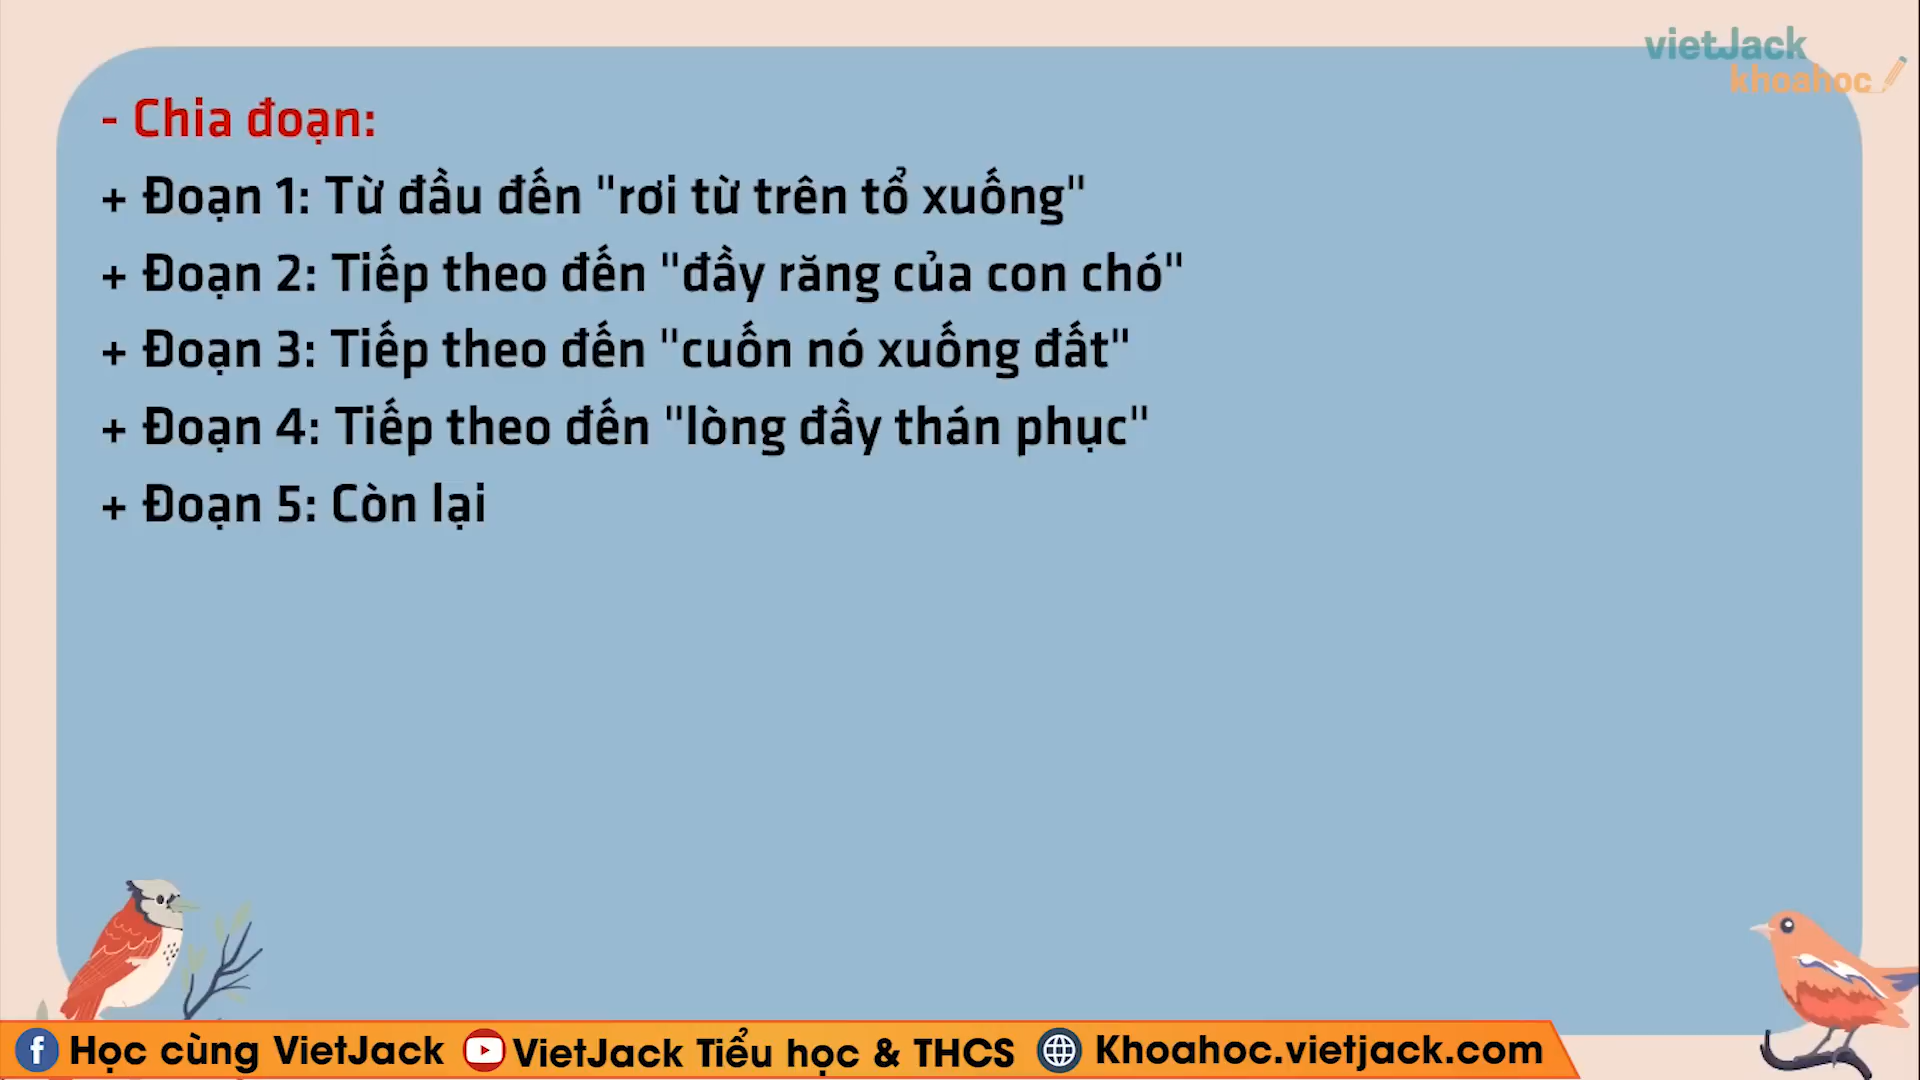 vietJack
khoahoc
- Chia đoạn:
+ Đoạn 1: Từ đầu đến "rơi từ trên tổ xuống"
+ Đoạn 2: Tiếp theo đến "đầy răng của con chó"
+ Đoạn 3: Tiếp theo đến "cuốn nó xuống đất"
+ Đoạn 4: Tiếp theo đến "lòng đầy thán phục"
+ Đoạn 5: Còn lại
Học cùng VietJack VietJack Tiểu học & THCS Khoahoc.vietjack.com